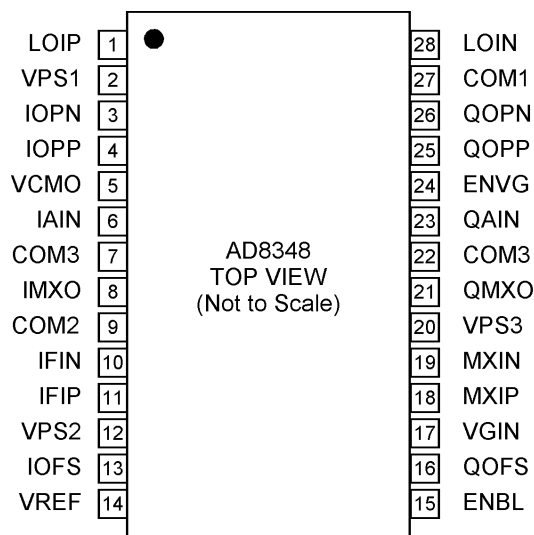 LOIP 1 28 LOIN
VPS1 2 27 COM1
IOPN 3 26 QOPN
IOPP 4 25 QOPP
VCMO 5 24 ENVG
IAIN 6 23 QAIN
COM3 7 AD8348 22 COM3
TOP VIEW
IMXO 8 (Not to Scale) 21 QMXO
COM2 9 20 VPS3
IFIN 10 19 MXIN
IFIP 11 18 MXIP
VPS2 12 17 VGIN
IOFS 13 16 QOFS
VREF 14 15 ENBL